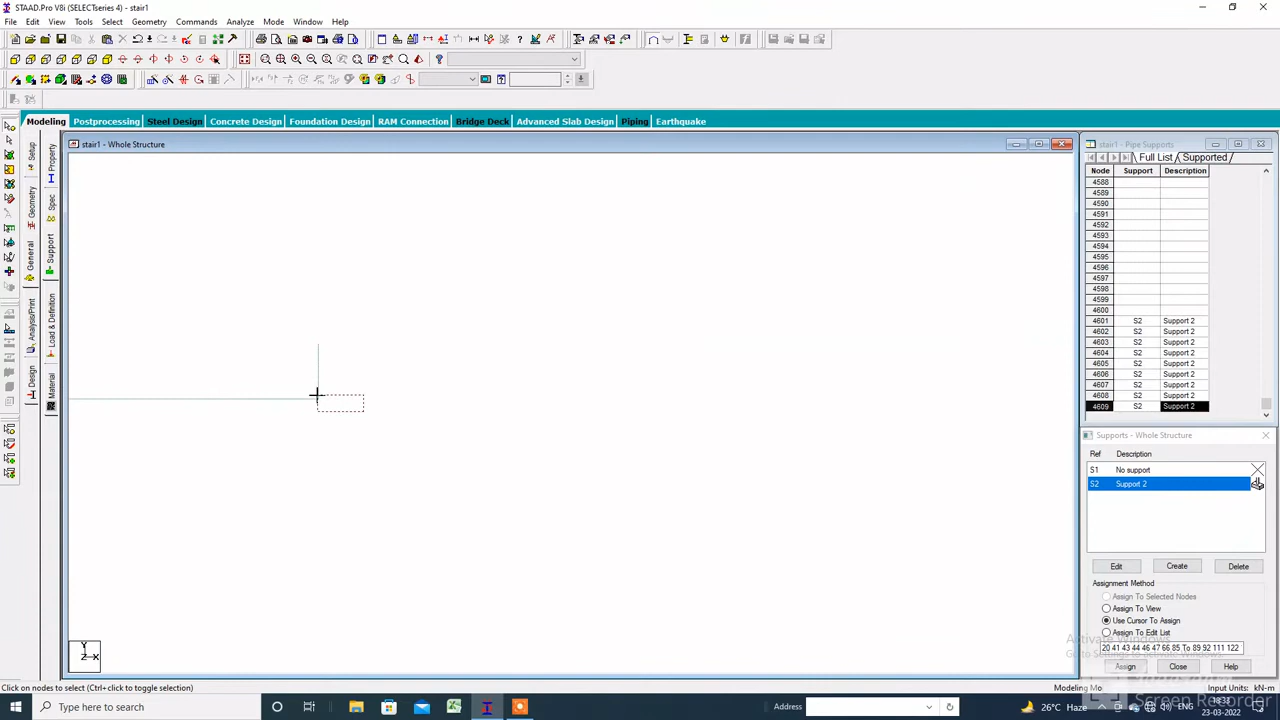 STAAD.Pro V8i (SELECTseries 4) - stair1
File Edit View Tools Select Geometry Commands Analyze Mode Window Help
Modeling Postprocessing Steel Design Concrete Design Foundation Design RAM Connection Bridge Deck Advanced Slab Design Piping Earthquake
stair1 - Whole Structure
Setup
Geometry
General
Analysis/Print
Design
Property
Spec
Support
Load & Definition
Material
Y
Z X
stair1 - Pipe Supports
Full List Supported
Node Support Description
4588
4589
4590
4591
4592
4593
4594
4595
4596
4597
4598
4599
4600
4601 S2 Support 2
4602 S2 Support 2
4603 S2 Support 2
4604 S2 Support 2
4605 S2 Support 2
4606 S2 Support 2
4607 S2 Support 2
4608 S2 Support 2
4609 S2 Support 2
Supports - Whole Structure
Ref Description
S1 No support
S2 Support 2
Edit Create Delete
Assignment Method
Assign To Selected Nodes
Assign To View
Use Cursor To Assign
Assign To Edit List
Activate Windows
20 41 43 44 46 47 66 85 To 89 92 111 122
Assign Close Help
Click on nodes to select (Ctrl+click to toggle selection)
Modeling Mo
Input Units: kN-m
Screen Recorder
Type here to search
Address
26°C Haze
ENG
18:33
23-03-2022